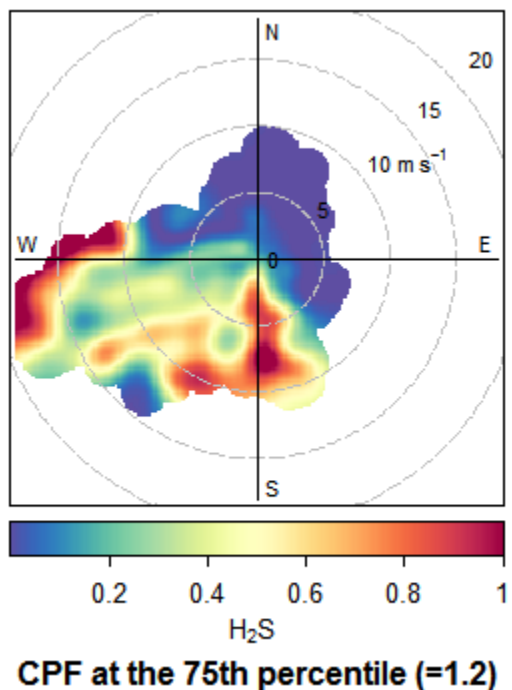 N
20
15
10 m s⁻¹
5
W
E
0
S
0.2 0.4 0.6 0.8 1
H₂S
CPF at the 75th percentile (=1.2)